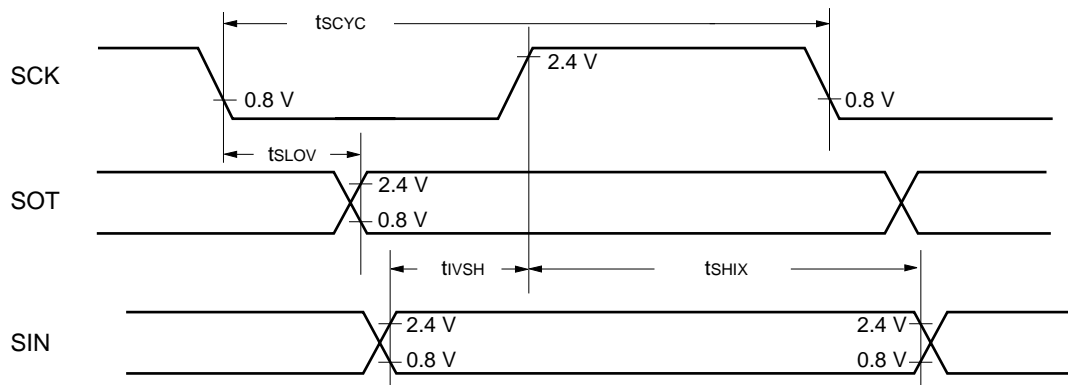 tSCYC
SCK
2.4 V
0.8 V
0.8 V
tSLOV
SOT
2.4 V
0.8 V
tIVSH
tSHIX
SIN
2.4 V
2.4 V
0.8 V
0.8 V